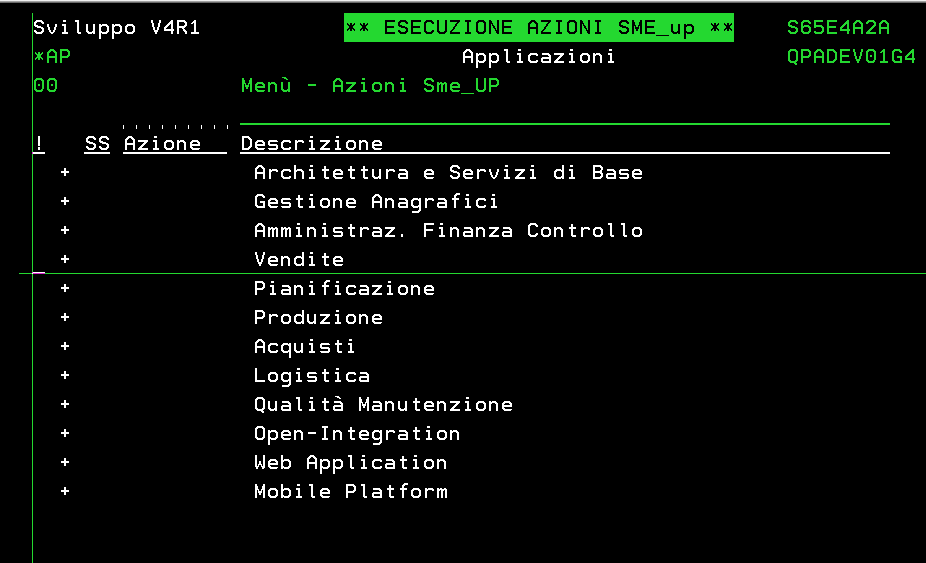 Sviluppo V4R1 ** ESECUZIONE AZIONI SME_up ** S65E4A2A
*AP Applicazioni QPADEV01G4
00 Menù - Azioni Sme_UP
! SS Azione Descrizione
+ Architettura e Servizi di Base
+ Gestione Anagrafici
+ Amministraz. Finanza Controllo
_ + Vendite
+ Pianificazione
+ Produzione
+ Acquisti
+ Logistica
+ Qualità Manutenzione
+ Open-Integration
+ Web Application
+ Mobile Platform